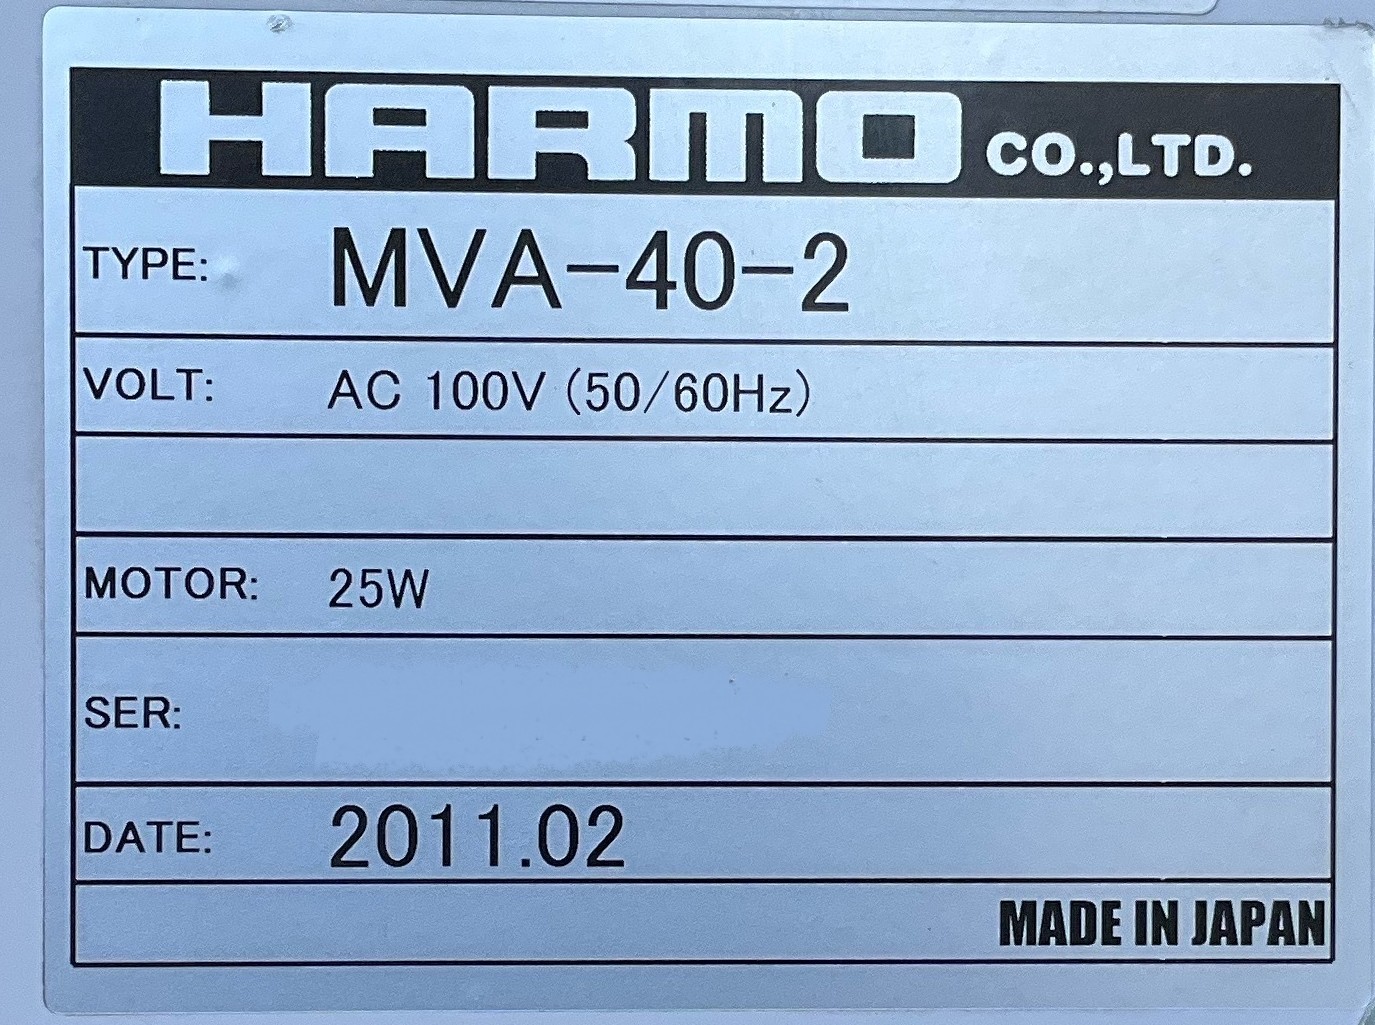 HARMO CO.,LTD.
TYPE: MVA-40-2
VOLT: AC 100V (50/60Hz)
MOTOR: 25W
SER:
DATE: 2011.02
MADE IN JAPAN